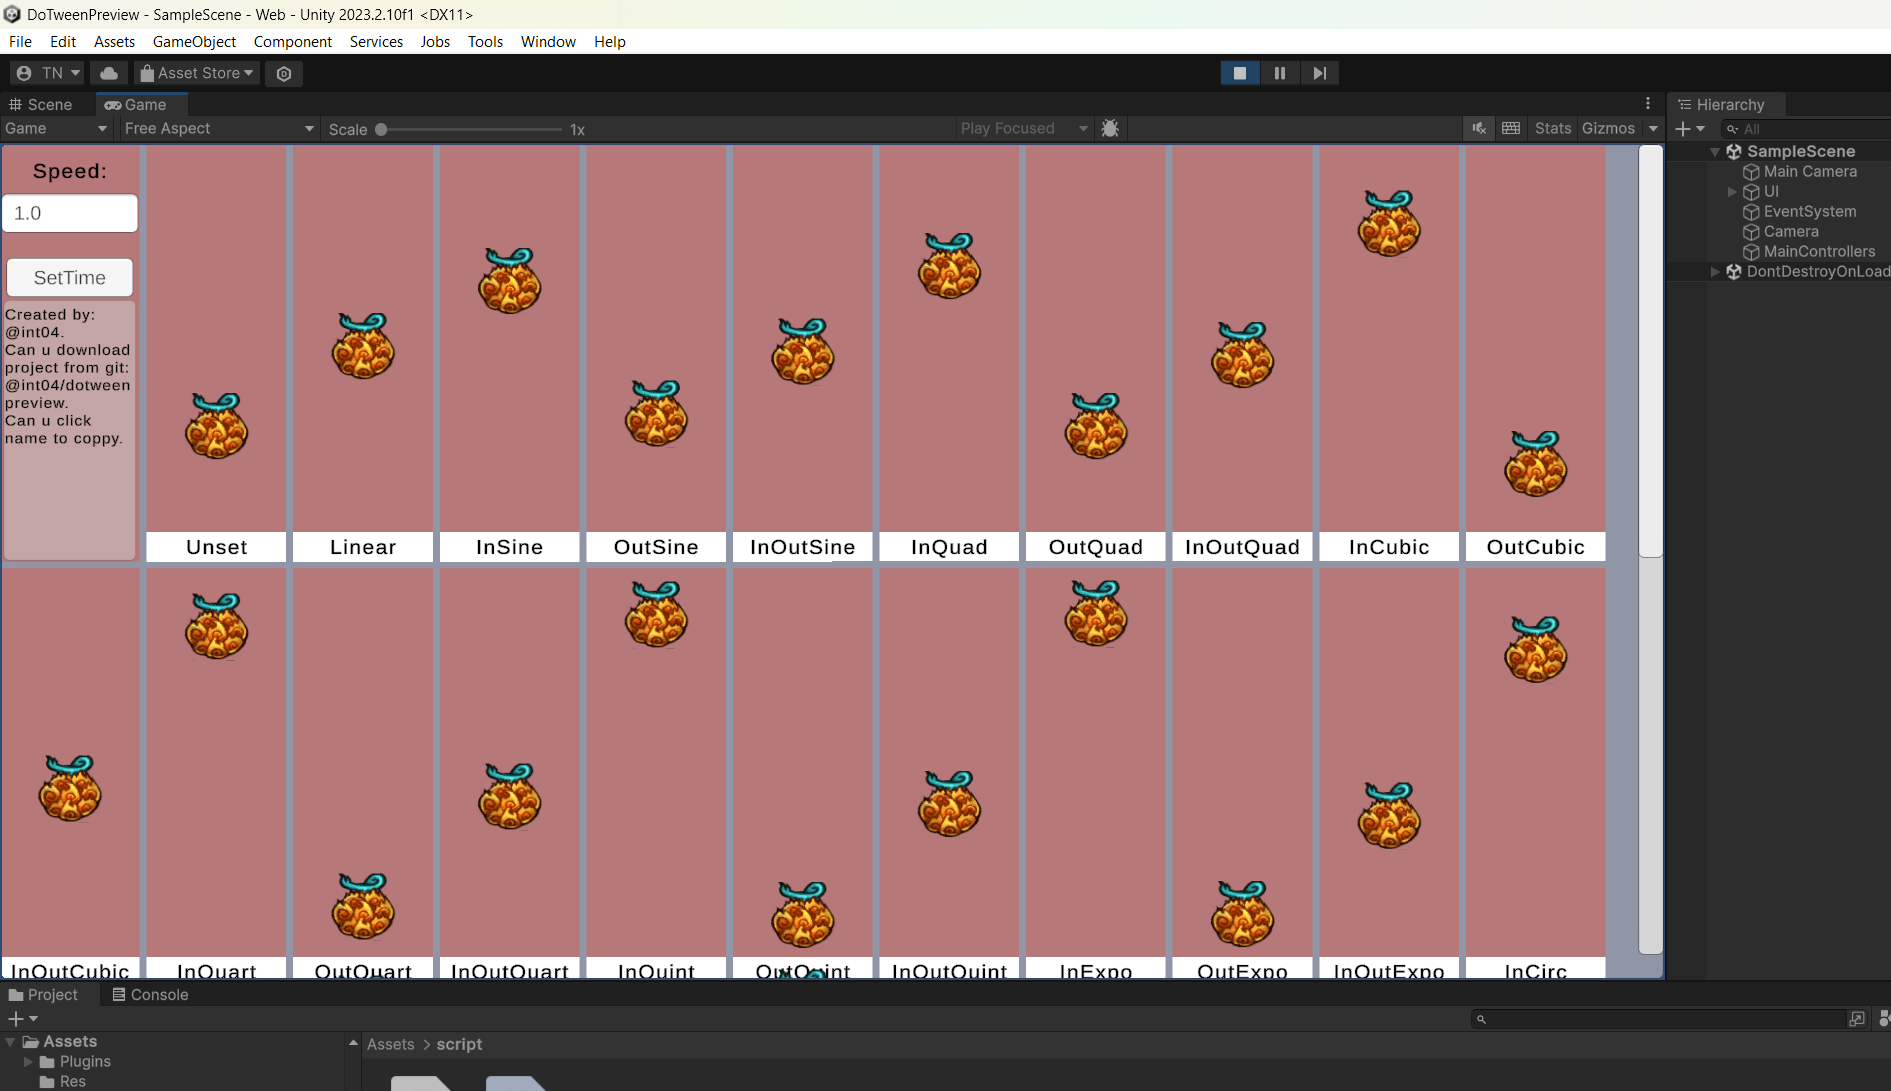 DoTweenPreview - SampleScene - Web - Unity 2023.2.10f1 <DX11>
File Edit Assets GameObject Component Services Jobs Tools Window Help
TN Asset Store
Scene Game
Game Free Aspect Scale 1x Play Focused Stats Gizmos
Hierarchy
All
SampleScene
Main Camera
UI
EventSystem
Camera
MainControllers
DontDestroyOnLoad
Speed:
1.0
SetTime
Created by:
@int04.
Can u download
project from git:
@int04/dotween
preview.
Can u click
name to coppy.
Unset Linear InSine OutSine InOutSine InQuad OutQuad InOutQuad InCubic OutCubic
InOutCubic InQuart OutQuart InOutQuart InQuint OutQuint InOutQuint InExpo OutExpo InOutExpo InCirc
Project Console
Assets
Plugins
Res
Assets > script